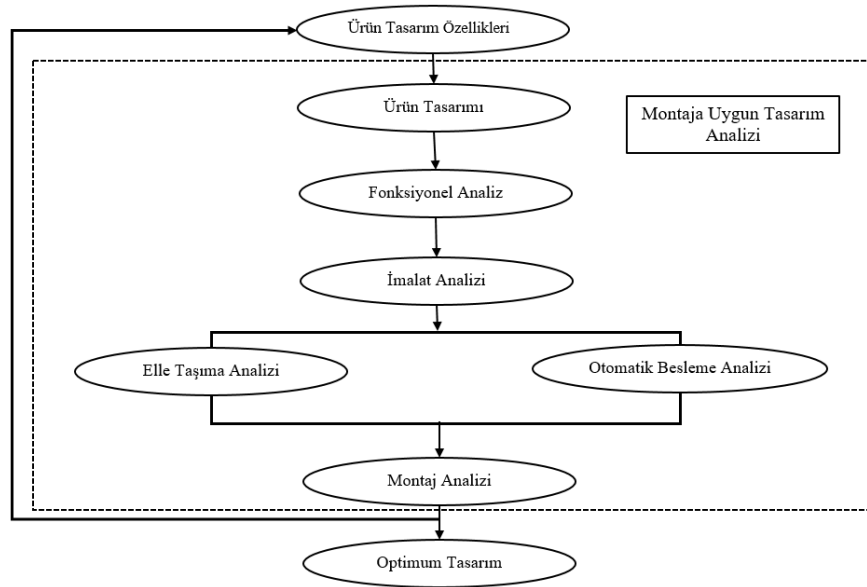 Ürün Tasarım Özellikleri
Ürün Tasarımı
Montaja Uygun Tasarım
Analizi
Fonksiyonel Analiz
İmalat Analizi
Elle Taşıma Analizi
Otomatik Besleme Analizi
Montaj Analizi
Optimum Tasarım